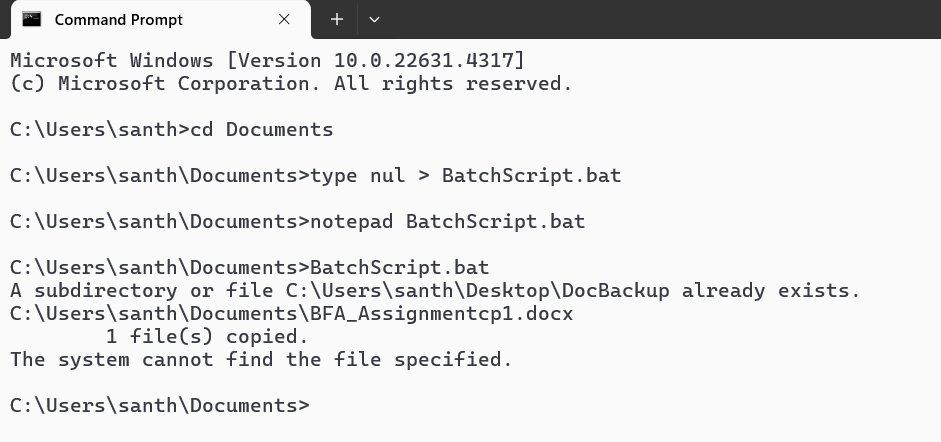 Command Prompt
Microsoft Windows [Version 10.0.22631.4317]
(c) Microsoft Corporation. All rights reserved.
C:\Users\santh>cd Documents
C:\Users\santh\Documents>type nul > BatchScript.bat
C:\Users\santh\Documents>notepad BatchScript.bat
C:\Users\santh\Documents>BatchScript.bat
A subdirectory or file C:\Users\santh\Desktop\DocBackup already exists.
C:\Users\santh\Documents\BFA_Assignmentcp1.docx
        1 file(s) copied.
The system cannot find the file specified.
C:\Users\santh\Documents>